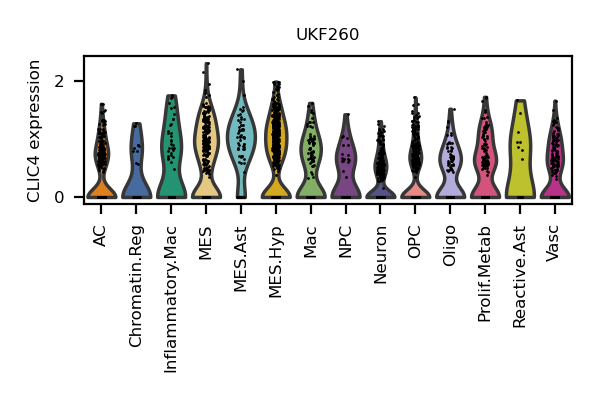 UKF260
CLIC4 expression
2
0
AC
Chromatin.Reg
Inflammatory.Mac
MES
MES.Ast
MES.Hyp
Mac
NPC
Neuron
OPC
Oligo
Prolif.Metab
Reactive.Ast
Vasc